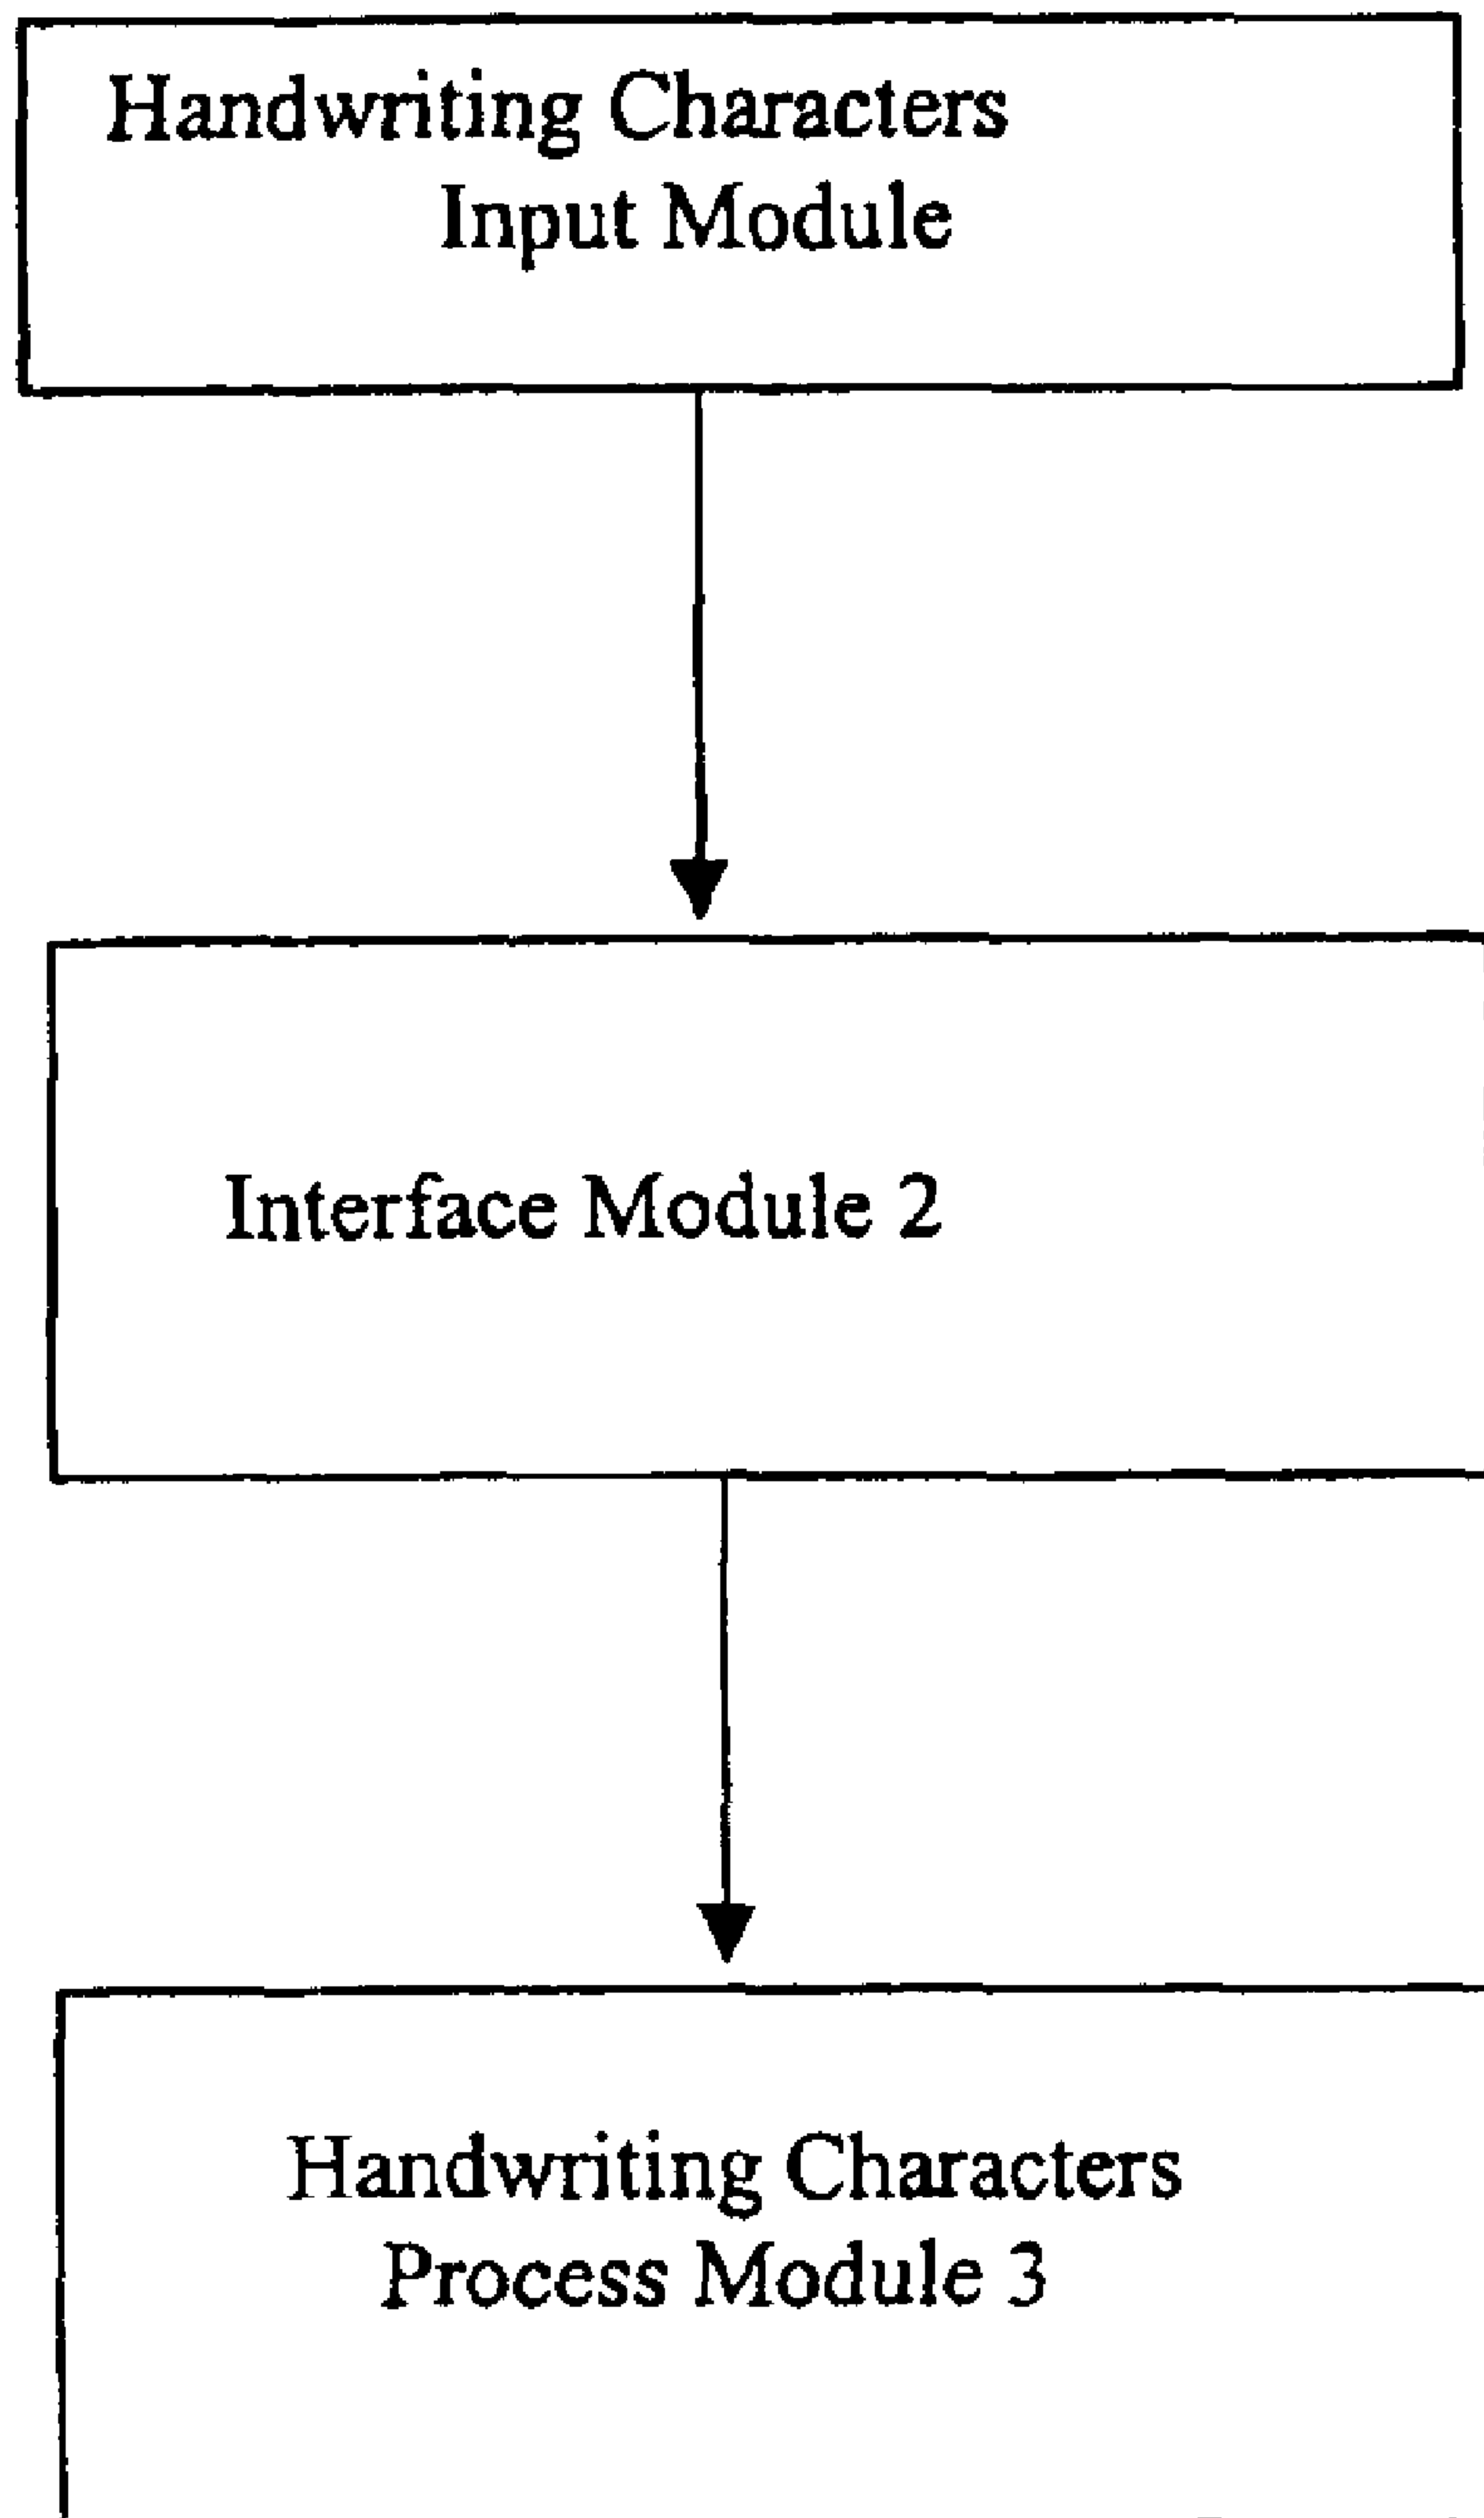 Handwriting Characters
Input Module
Interface Module 2
Handwriting Characters
Process Module 3